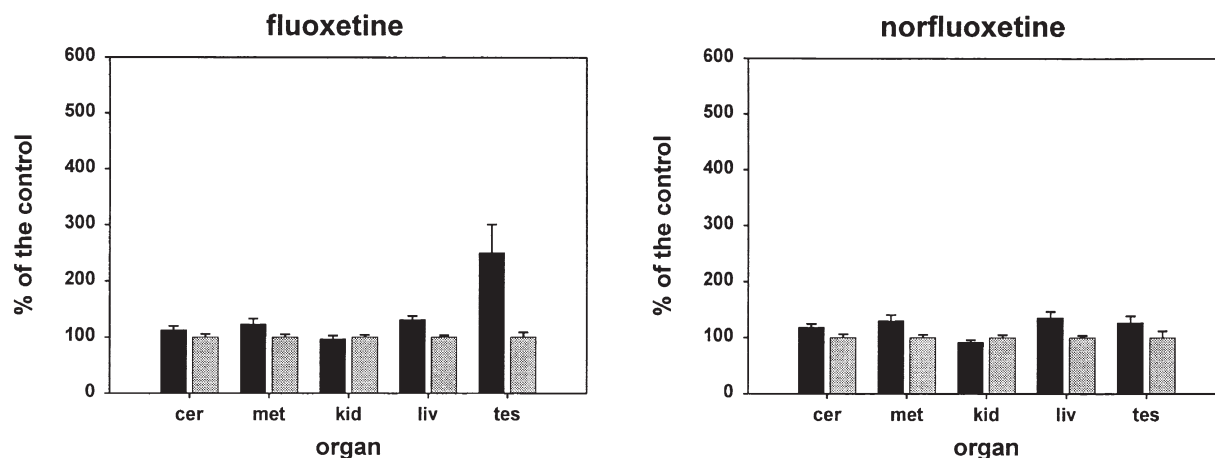 fluoxetine
% of the control
600
500
400
300
200
100
0
cer met kid liv tes
organ
norfluoxetine
% of the control
600
500
400
300
200
100
0
cer met kid liv tes
organ